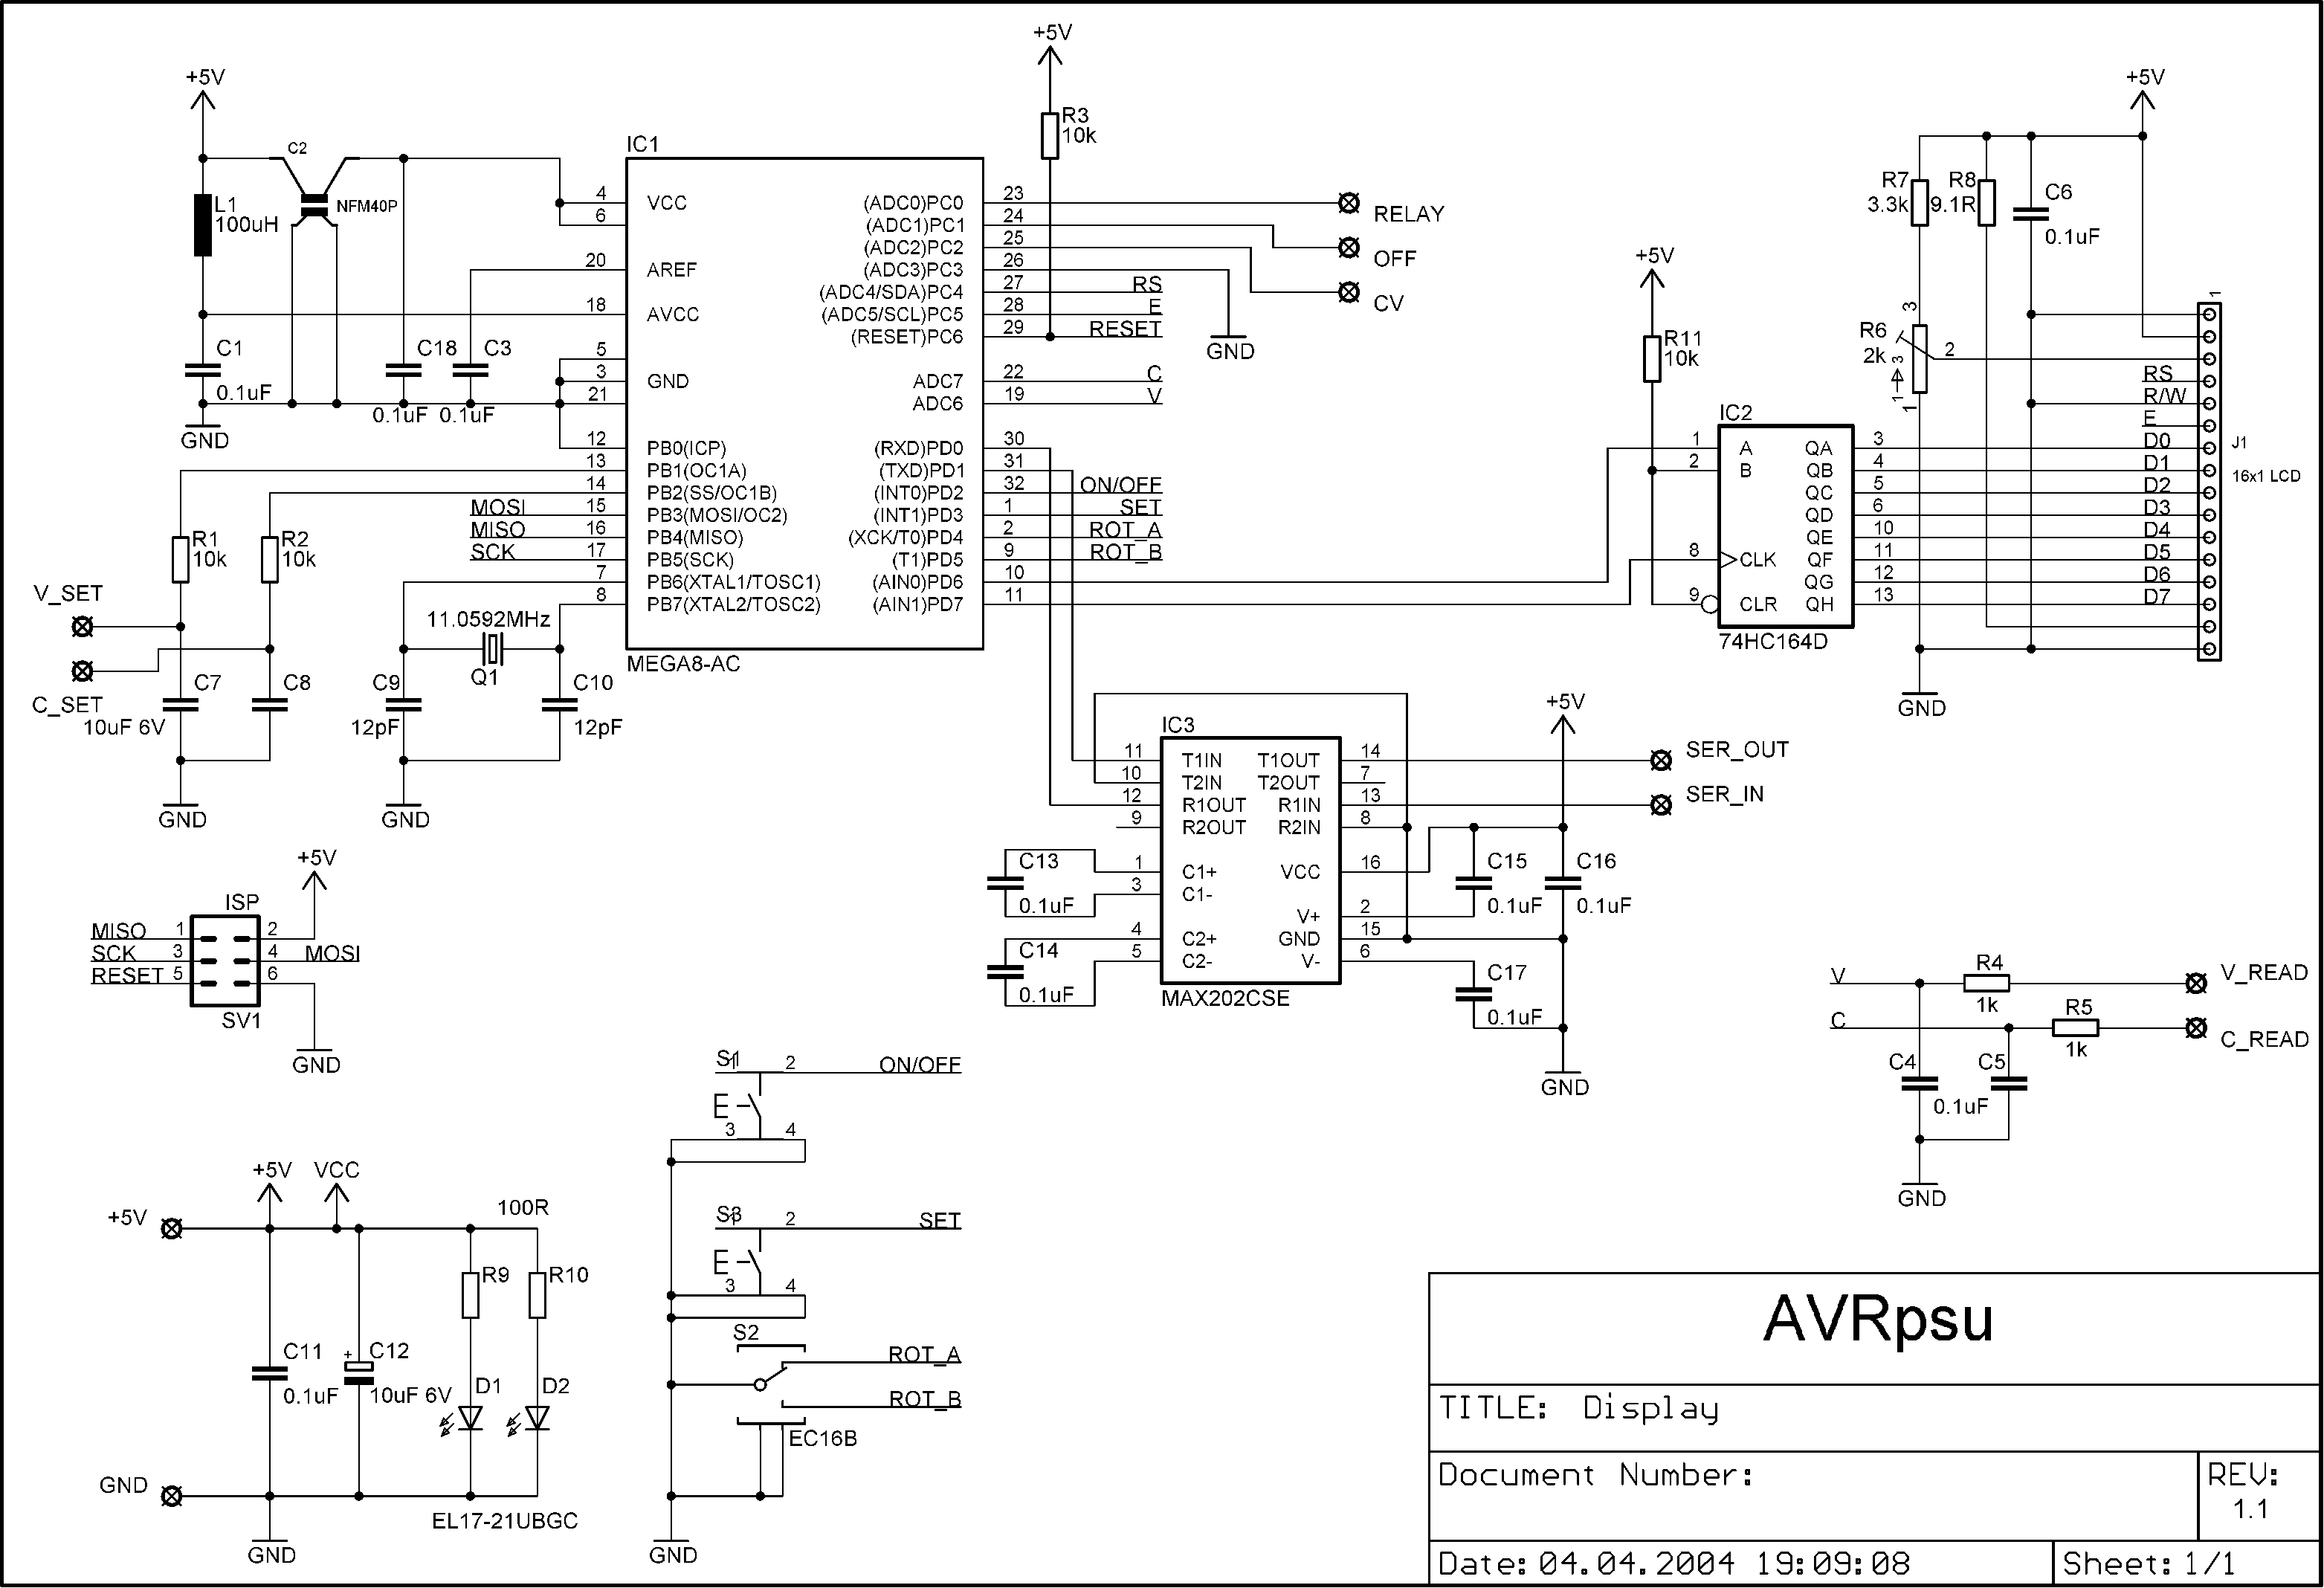 +5V
C2
NFM40P
L1
100uH
C1
0.1uF
GND
C18
0.1uF
C3
0.1uF
IC1
4 VCC
6
20 AREF
18 AVCC
5
3 GND
21
12 PB0(ICP)
13 PB1(OC1A)
14 PB2(SS/OC1B)
MOSI 15 PB3(MOSI/OC2)
MISO 16 PB4(MISO)
SCK 17 PB5(SCK)
7 PB6(XTAL1/TOSC1)
8 PB7(XTAL2/TOSC2)
(ADC0)PC0 23
(ADC1)PC1 24
(ADC2)PC2 25
(ADC3)PC3 26
(ADC4/SDA)PC4 27 RS
(ADC5/SCL)PC5 28 E
(RESET)PC6 29 RESET
ADC7 22 C
ADC6 19 V
(RXD)PD0 30
(TXD)PD1 31
(INT0)PD2 32 ON/OFF
(INT1)PD3 1 SET
(XCK/T0)PD4 2 ROT_A
(T1)PD5 9 ROT_B
(AIN0)PD6 10
(AIN1)PD7 11
MEGA8-AC
+5V
R3
10k
RELAY
OFF
CV
GND
R1
10k
R2
10k
V_SET
C_SET
C7
10uF 6V
C8
GND
11.0592MHz
Q1
C9
12pF
C10
12pF
GND
+5V
R11
10k
IC2
1 A QA 3
2 B QB 4
QC 5
QD 6
QE 10
8 CLK QF 11
QG 12
9 CLR QH 13
74HC164D
+5V
R7
3.3k
R8
9.1R
C6
0.1uF
R6
2k
3
2
1
1 3
GND
1
RS
R/W
E
D0
D1
D2
D3
D4
D5
D6
D7
J1
16x1 LCD
IC3
11 T1IN T1OUT 14
10 T2IN T2OUT 7
12 R1OUT R1IN 13
9 R2OUT R2IN 8
1 C1+ VCC 16
3 C1-
V+ 2
4 C2+ GND 15
5 C2- V- 6
MAX202CSE
+5V
SER_OUT
SER_IN
C13
0.1uF
C14
0.1uF
C15
0.1uF
C16
0.1uF
C17
0.1uF
GND
+5V
ISP
MISO 1 2
SCK 3 4 MOSI
RESET 5 6
SV1
GND
V
R4
1k
V_READ
C
R5
1k
C_READ
C4
C5
0.1uF
GND
S1
1 2 ON/OFF
E
3 4
S3
1 2 SET
E
3 4
S2
ROT_A
ROT_B
EC16B
GND
+5V VCC
+5V
100R
R9
R10
C11
0.1uF
+ C12
10uF 6V
D1
D2
GND
EL17-21UBGC
GND
AVRpsu
TITLE: Display
Document Number:
REV:
1.1
Date: 04.04.2004 19:09:08
Sheet: 1/1